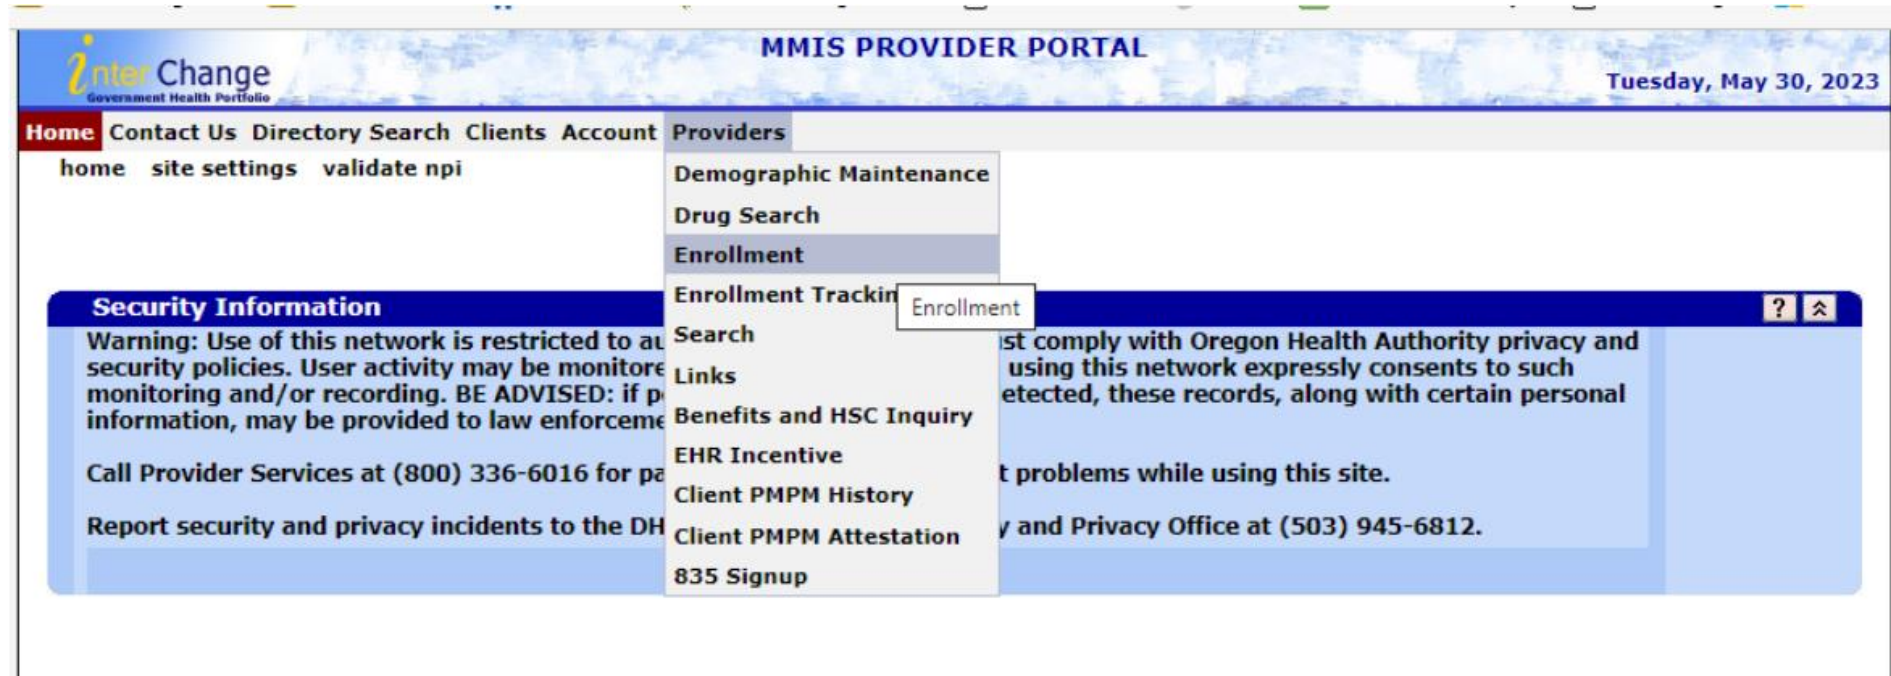 interChange
Government Health Portfolio
MMIS PROVIDER PORTAL
Tuesday, May 30, 2023
Home Contact Us Directory Search Clients Account Providers
home site settings validate npi
Demographic Maintenance
Drug Search
Enrollment
Enrollment Trackin
Enrollment
Search
Links
Benefits and HSC Inquiry
EHR Incentive
Client PMPM History
Client PMPM Attestation
835 Signup
Security Information ?
Warning: Use of this network is restricted to au st comply with Oregon Health Authority privacy and
security policies. User activity may be monitore using this network expressly consents to such
monitoring and/or recording. BE ADVISED: if p etected, these records, along with certain personal
information, may be provided to law enforceme
Call Provider Services at (800) 336-6016 for pa t problems while using this site.
Report security and privacy incidents to the DH y and Privacy Office at (503) 945-6812.